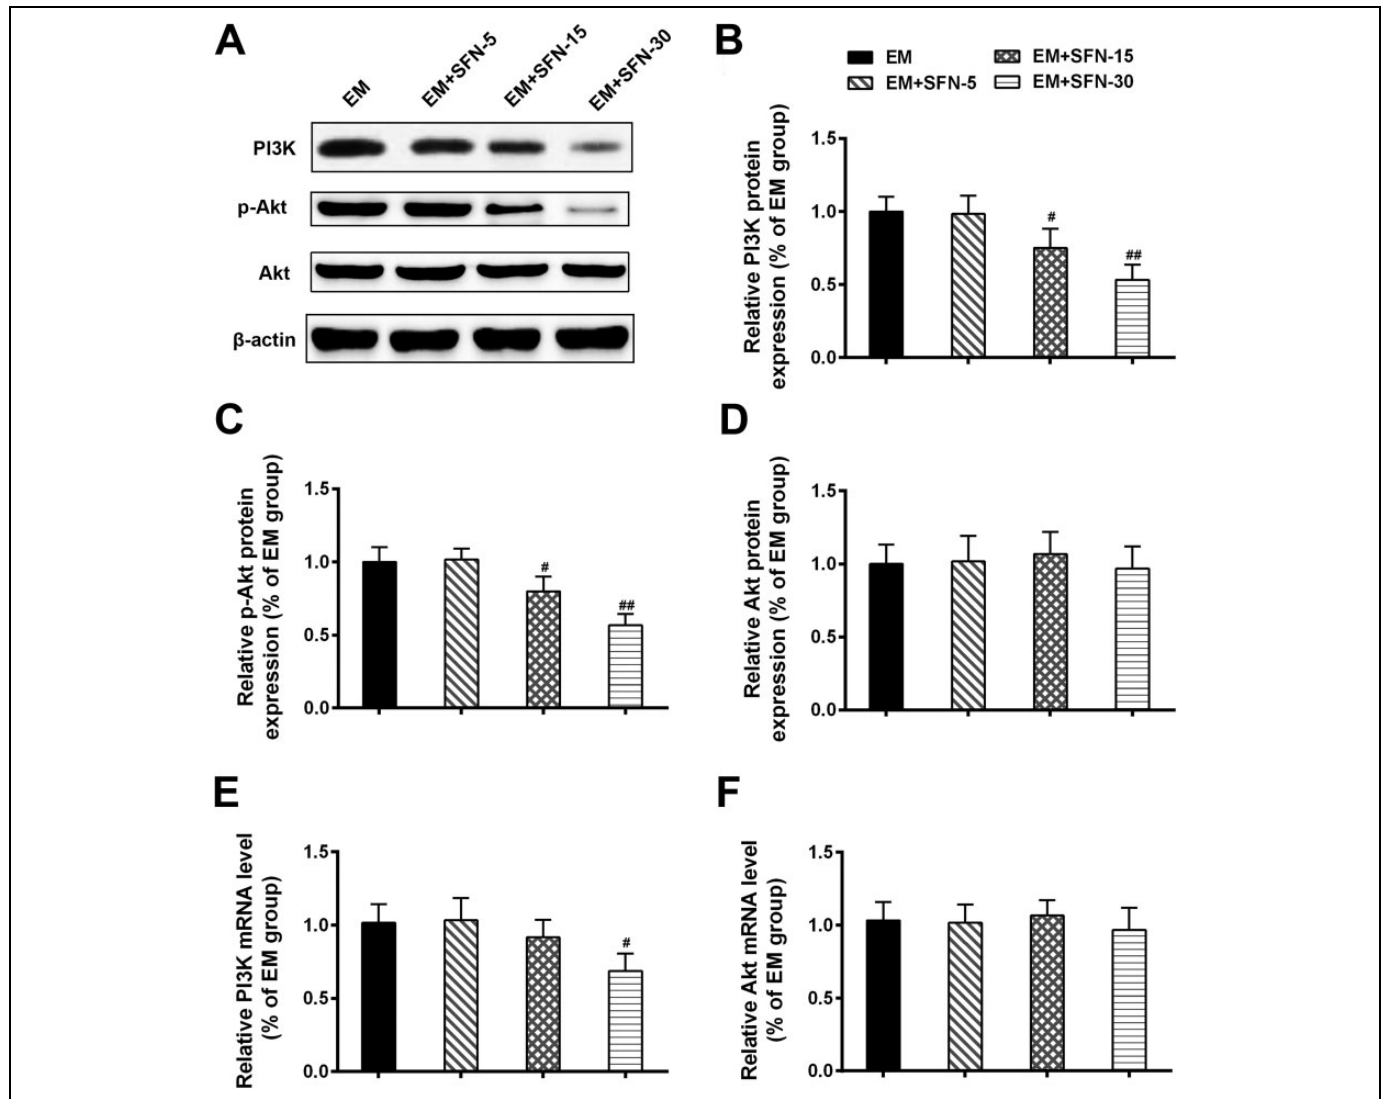 A
EM
EM+SFN-5
EM+SFN-15
EM+SFN-30
PI3K
p-Akt
Akt
β-actin
B
EM
EM+SFN-15
EM+SFN-5
EM+SFN-30
Relative PI3K protein
expression (% of EM group)
1.5
1.0
0.5
0.0
#
##
C
Relative p-Akt protein
expression (% of EM group)
1.5
1.0
0.5
0.0
#
##
D
Relative Akt protein
expression (% of EM group)
1.5
1.0
0.5
0.0
E
Relative PI3K mRNA level
(% of EM group)
1.5
1.0
0.5
0.0
#
F
Relative Akt mRNA level
(% of EM group)
1.5
1.0
0.5
0.0